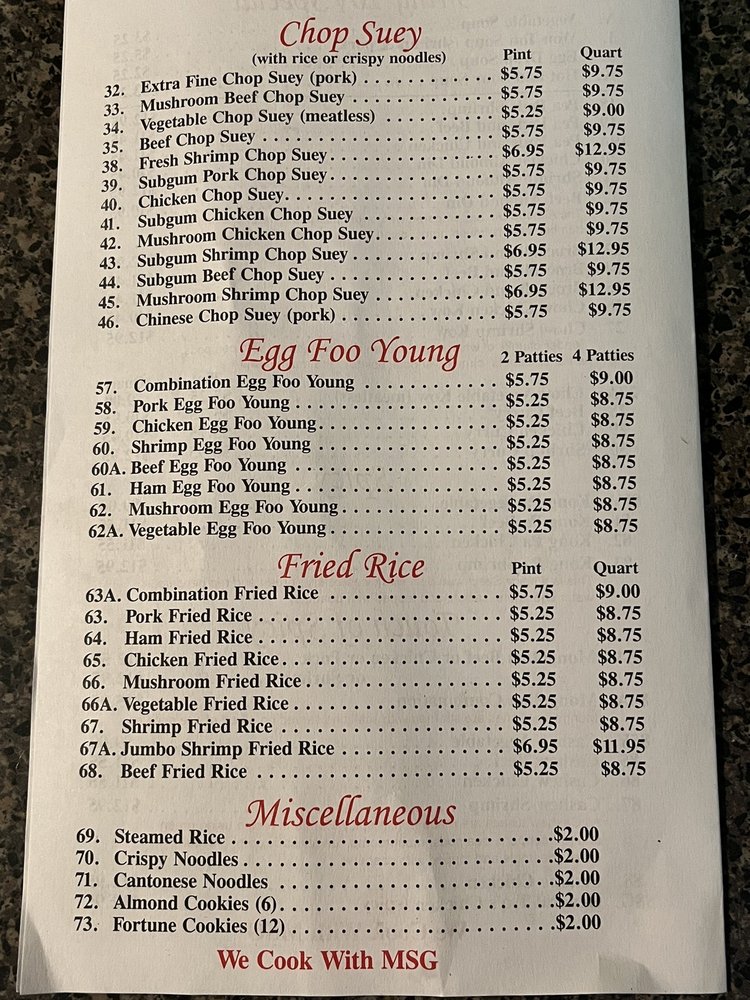 Chop Suey
(with rice or crispy noodles) Pint Quart
32. Extra Fine Chop Suey (pork) . . . . . . . . . . . . $5.75 $9.75
33. Mushroom Beef Chop Suey . . . . . . . . . . . . . $5.75 $9.75
34. Vegetable Chop Suey (meatless) . . . . . . . . . . $5.25 $9.00
35. Beef Chop Suey . . . . . . . . . . . . . . . . . . . . . $5.75 $9.75
38. Fresh Shrimp Chop Suey. . . . . . . . . . . . . . . . $6.95 $12.95
39. Subgum Pork Chop Suey. . . . . . . . . . . . . . . . $5.75 $9.75
40. Chicken Chop Suey. . . . . . . . . . . . . . . . . . . . $5.75 $9.75
41. Subgum Chicken Chop Suey . . . . . . . . . . . . . $5.75 $9.75
42. Mushroom Chicken Chop Suey. . . . . . . . . . . . $5.75 $9.75
43. Subgum Shrimp Chop Suey . . . . . . . . . . . . . . $6.95 $12.95
44. Subgum Beef Chop Suey . . . . . . . . . . . . . . . . $5.75 $9.75
45. Mushroom Shrimp Chop Suey . . . . . . . . . . . . $6.95 $12.95
46. Chinese Chop Suey (pork) . . . . . . . . . . . . . . . $5.75 $9.75
Egg Foo Young 2 Patties 4 Patties
57. Combination Egg Foo Young . . . . . . . . . . . . . $5.75 $9.00
58. Pork Egg Foo Young . . . . . . . . . . . . . . . . . . . $5.25 $8.75
59. Chicken Egg Foo Young. . . . . . . . . . . . . . . . . $5.25 $8.75
60. Shrimp Egg Foo Young . . . . . . . . . . . . . . . . . $5.25 $8.75
60A. Beef Egg Foo Young . . . . . . . . . . . . . . . . . . . $5.25 $8.75
61. Ham Egg Foo Young . . . . . . . . . . . . . . . . . . . $5.25 $8.75
62. Mushroom Egg Foo Young. . . . . . . . . . . . . . . $5.25 $8.75
62A. Vegetable Egg Foo Young. . . . . . . . . . . . . . . . $5.25 $8.75
Fried Rice Pint Quart
63A. Combination Fried Rice . . . . . . . . . . . . . . . . $5.75 $9.00
63. Pork Fried Rice . . . . . . . . . . . . . . . . . . . . . . . $5.25 $8.75
64. Ham Fried Rice . . . . . . . . . . . . . . . . . . . . . . . $5.25 $8.75
65. Chicken Fried Rice. . . . . . . . . . . . . . . . . . . . . $5.25 $8.75
66. Mushroom Fried Rice . . . . . . . . . . . . . . . . . . . $5.25 $8.75
66A. Vegetable Fried Rice . . . . . . . . . . . . . . . . . . . . $5.25 $8.75
67. Shrimp Fried Rice . . . . . . . . . . . . . . . . . . . . . $5.25 $8.75
67A. Jumbo Shrimp Fried Rice . . . . . . . . . . . . . . . $6.95 $11.95
68. Beef Fried Rice . . . . . . . . . . . . . . . . . . . . . . . $5.25 $8.75
Miscellaneous
69. Steamed Rice . . . . . . . . . . . . . . . . . . . . . . . . . . . .$2.00
70. Crispy Noodles . . . . . . . . . . . . . . . . . . . . . . . . . . .$2.00
71. Cantonese Noodles . . . . . . . . . . . . . . . . . . . . . . . .$2.00
72. Almond Cookies (6). . . . . . . . . . . . . . . . . . . . . . . .$2.00
73. Fortune Cookies (12) . . . . . . . . . . . . . . . . . . . . . . .$2.00
We Cook With MSG